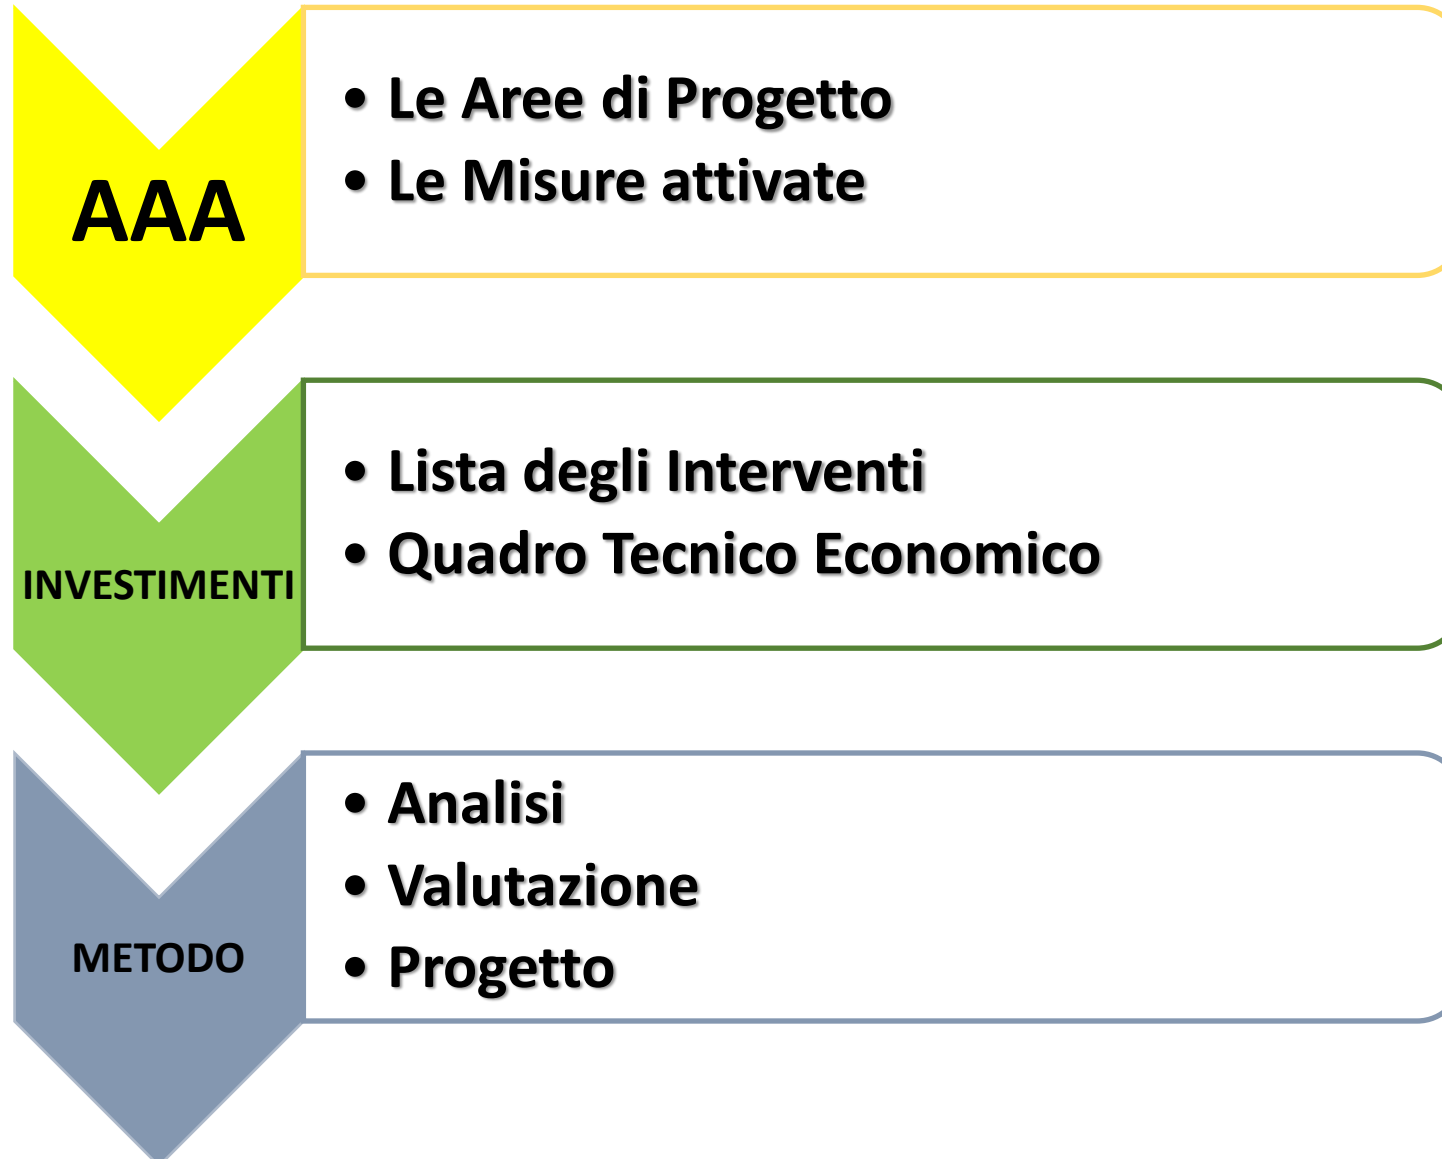 AAA
• Le Aree di Progetto
• Le Misure attivate
INVESTIMENTI
• Lista degli Interventi
• Quadro Tecnico Economico
METODO
• Analisi
• Valutazione
• Progetto